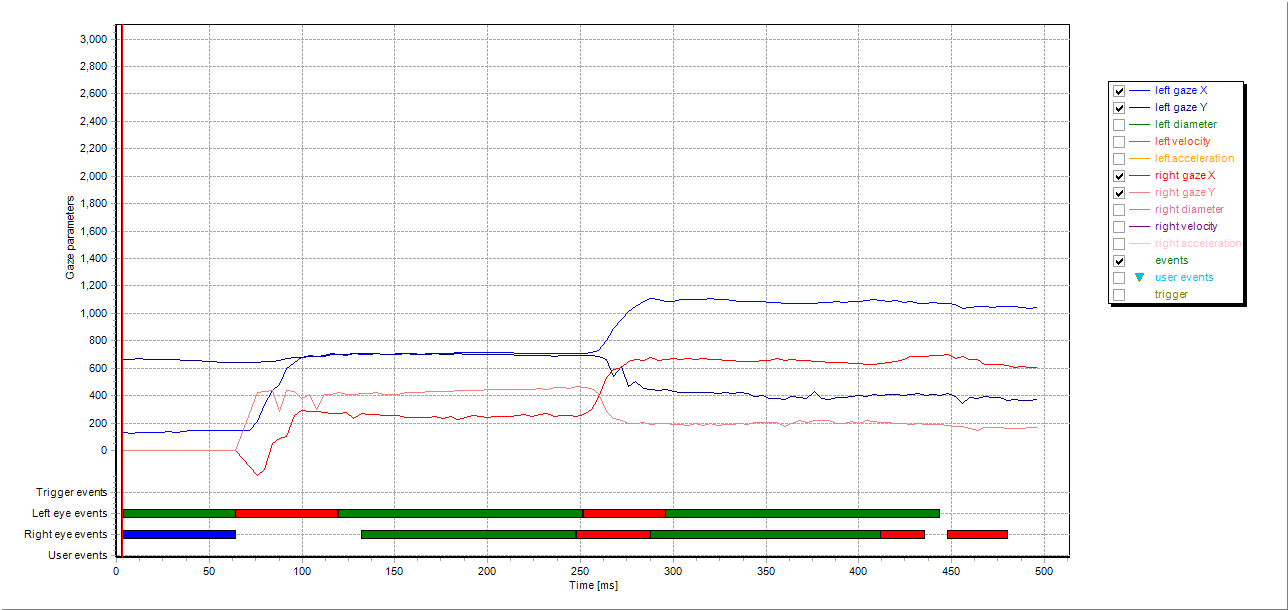 3,000
2,800
2,600
2,400
2,200
2,000
1,800
1,600
1,400
1,200
1,000
800
600
400
200
0
Gaze parameters
Trigger events
Left eye events
Right eye events
User events
0 50 100 150 200 250 300 350 400 450 500
Time [ms]
left gaze X
left gaze Y
left diameter
left velocity
left acceleration
right gaze X
right gaze Y
right diameter
right velocity
right acceleration
events
user events
trigger